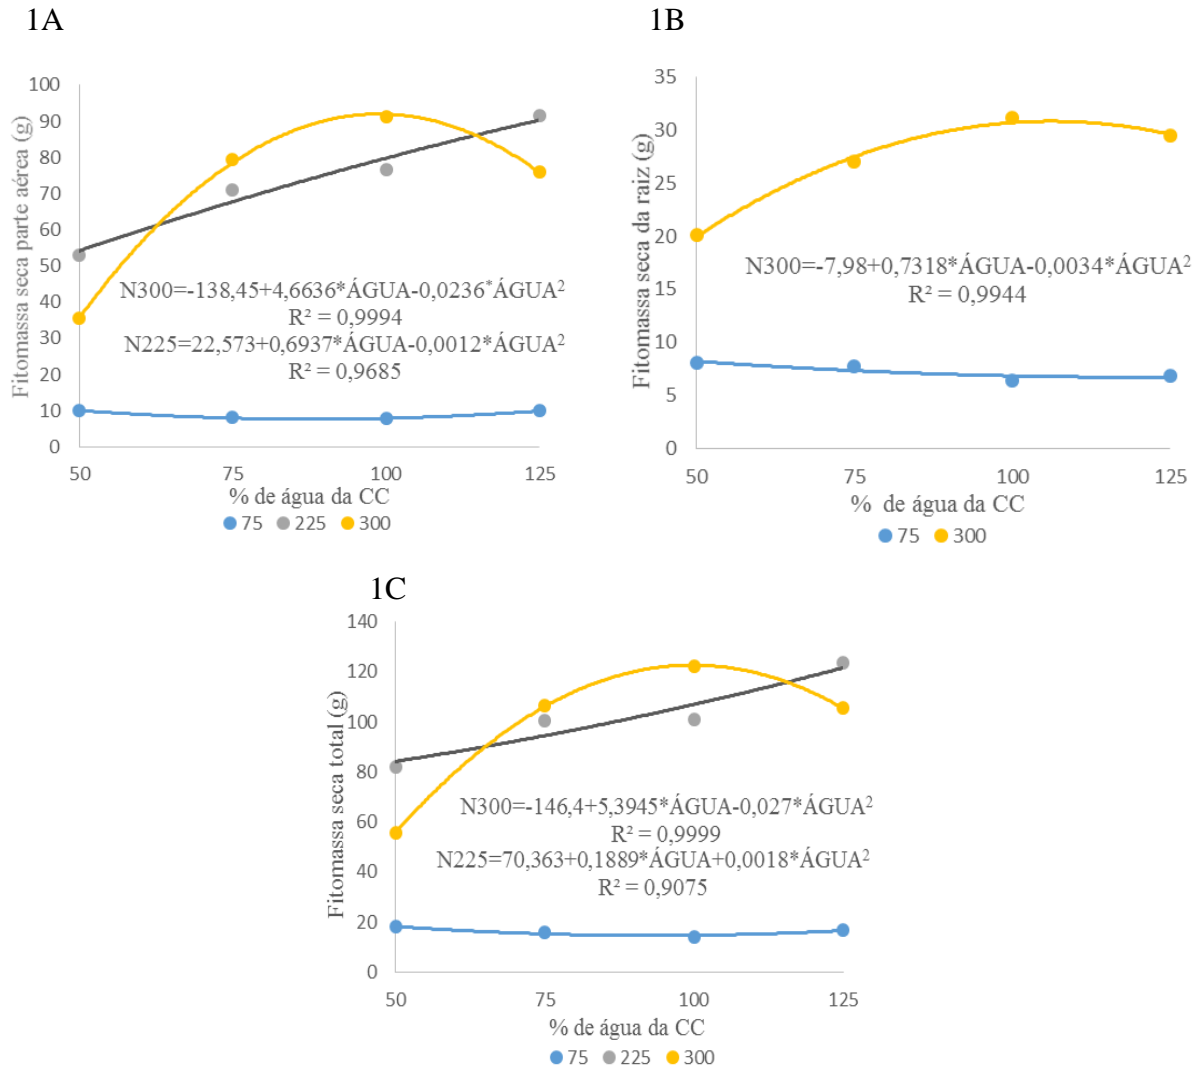 1A
Fitomassa seca parte aérea (g)
100
90
80
70
60
50
40
30
20
10
0
N300=-138,45+4,6636*ÁGUA-0,0236*ÁGUA²
R² = 0,9994
N225=22,573+0,6937*ÁGUA-0,0012*ÁGUA²
R² = 0,9685
50 75 100 125
% de água da CC
75 225 300
1B
Fitomassa seca da raiz (g)
35
30
25
20
15
10
5
0
N300=-7,98+0,7318*ÁGUA-0,0034*ÁGUA²
R² = 0,9944
50 75 100 125
% de água da CC
75 300
1C
Fitomassa seca total (g)
140
120
100
80
60
40
20
0
N300=-146,4+5,3945*ÁGUA-0,027*ÁGUA²
R² = 0,9999
N225=70,363+0,1889*ÁGUA+0,0018*ÁGUA²
R² = 0,9075
50 75 100 125
% de água da CC
75 225 300